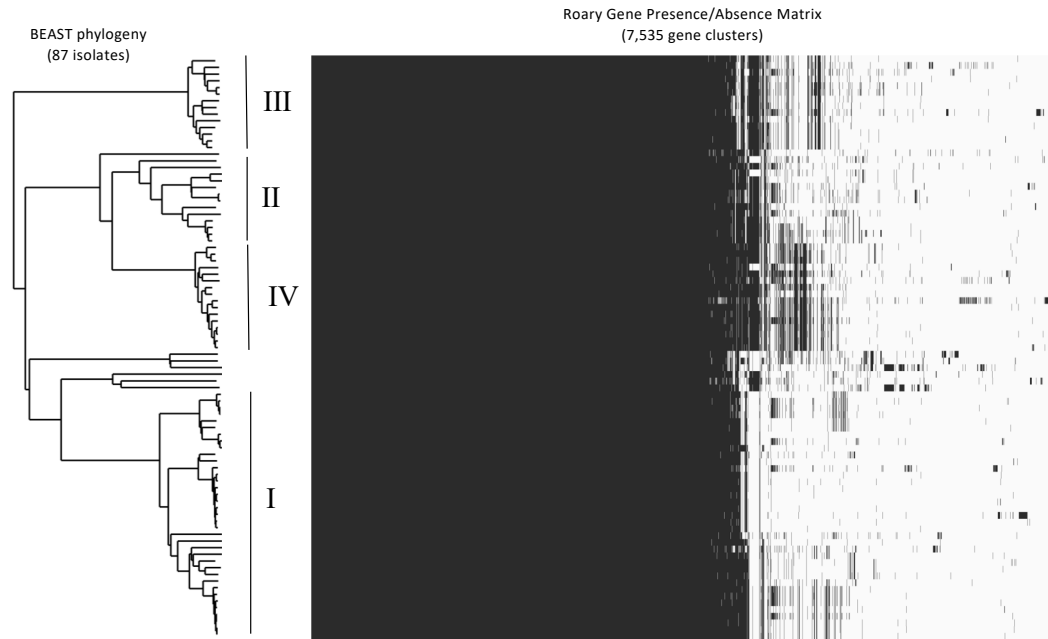 Roary Gene Presence/Absence Matrix
(7,535 gene clusters)
BEAST phylogeny
(87 isolates)
III
II
IV
I